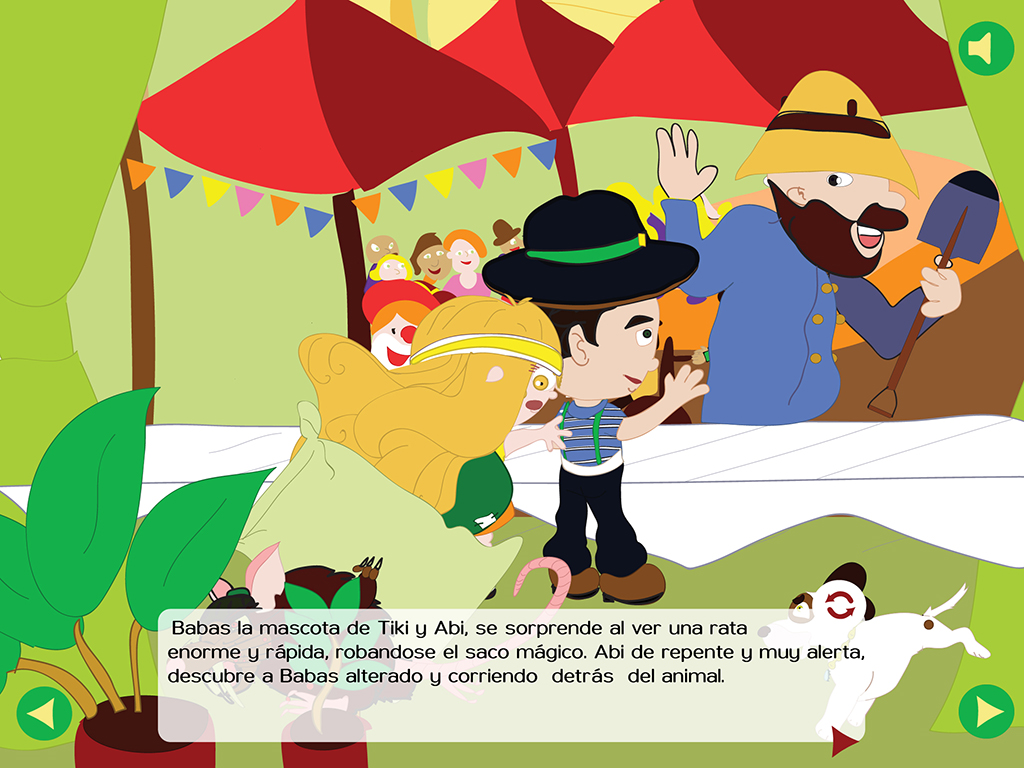 Babas la mascota de Tiki y Abi, se sorprende al ver una rata
enorme y rápida, robandose el saco mágico. Abi de repente y muy alerta,
descubre a Babas alterado y corriendo detrás del animal.